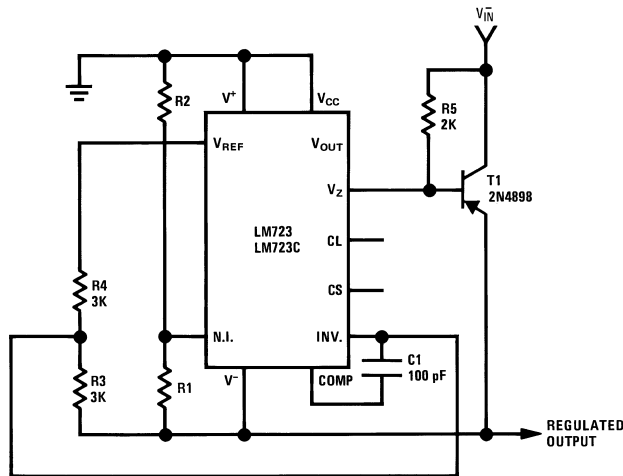 V‾IN
R2
V+
VCC
R5
2K
VREF
VOUT
VZ
T1
2N4898
LM723
LM723C
CL
R4
3K
CS
N.I.
INV.
R3
3K
R1
C1
100 pF
V-
COMP
REGULATED
OUTPUT